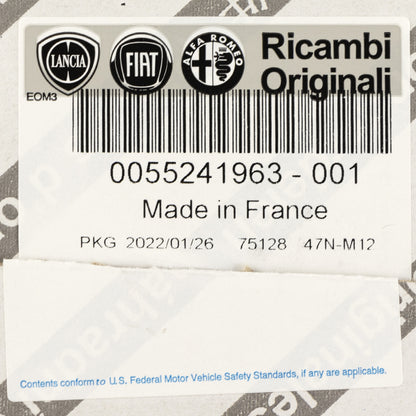 LANCIA FIAT ALFA ROMEO Ricambi
Originali
EOM3
0055241963 - 001
Made in France
PKG 2022/01/26 75128 47N-M12
Contents conform to U.S. Federal Motor Vehicle Safety Standards, if any are applicable.